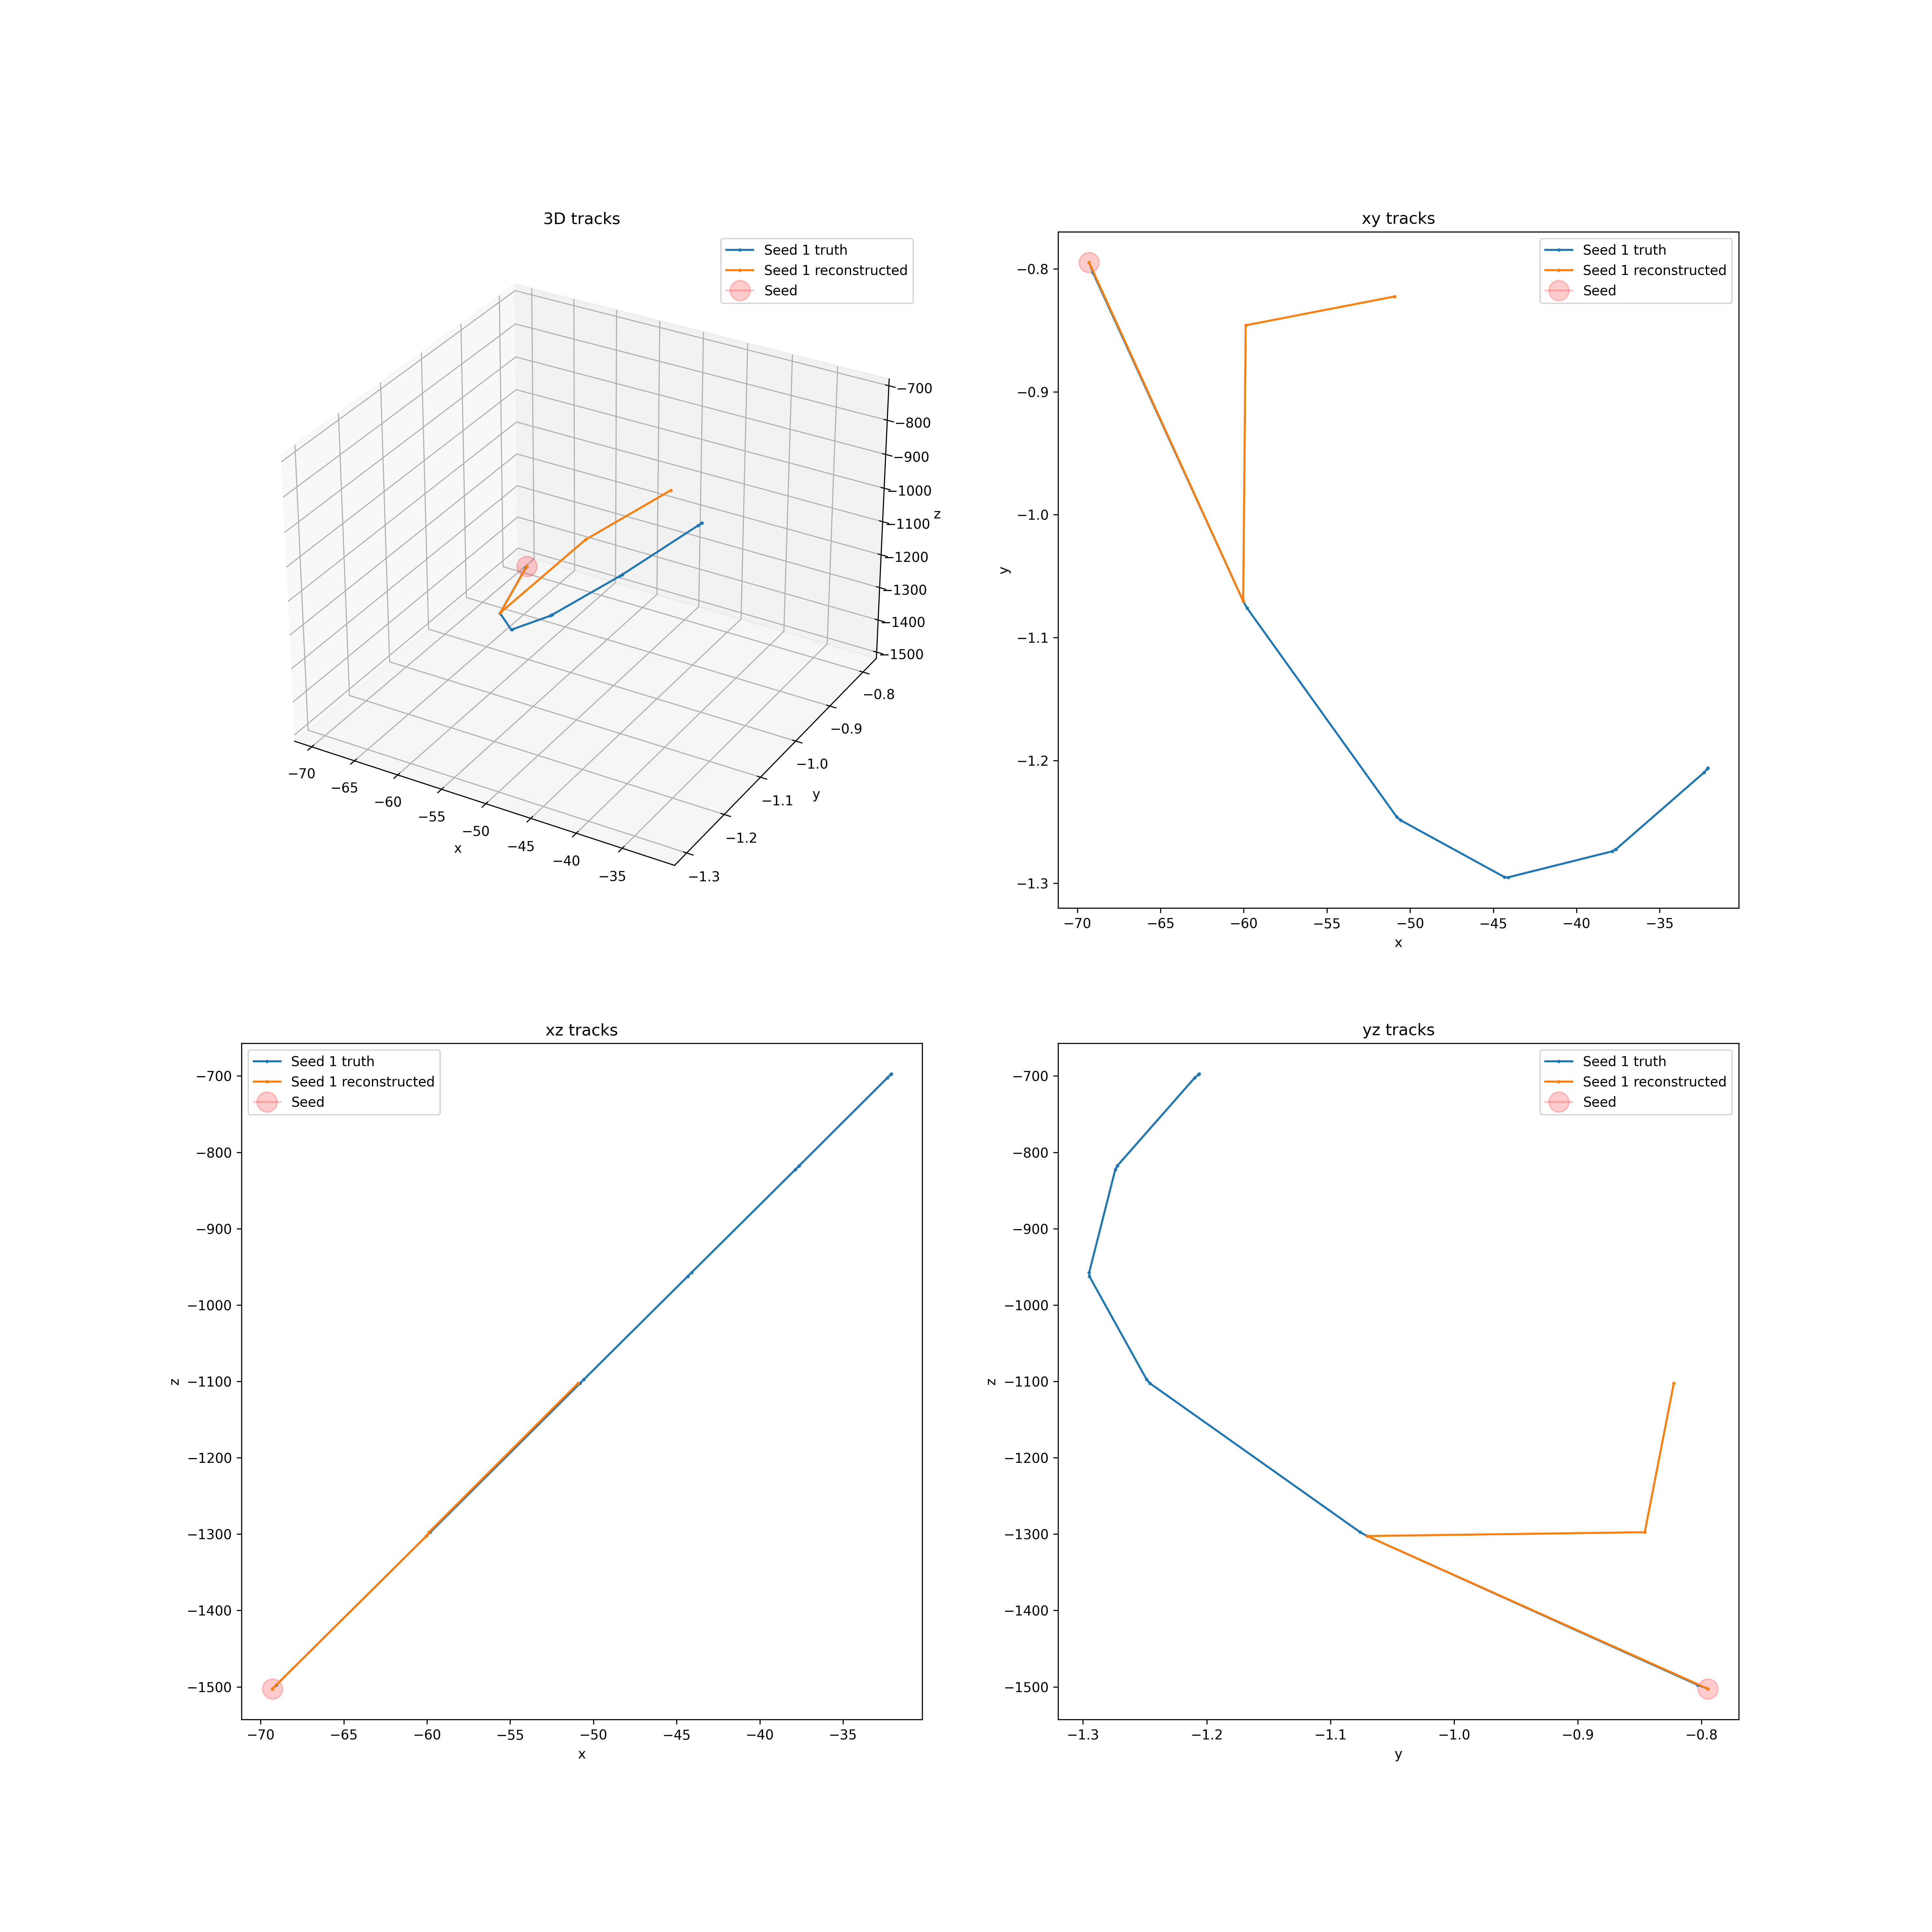 3D tracks
Seed 1 truth
Seed 1 reconstructed
Seed
−700
−800
−900
−1000
z
−1100
−1200
−1300
−1400
−1500
−0.8
−0.9
−1.0
y
−1.1
−1.2
−1.3
−70
−65
−60
−55
−50
x
−45
−40
−35
xy tracks
Seed 1 truth
Seed 1 reconstructed
Seed
−0.8
−0.9
−1.0
y
−1.1
−1.2
−1.3
−70 −65 −60 −55 −50 −45 −40 −35
x
xz tracks
Seed 1 truth
Seed 1 reconstructed
Seed
−700
−800
−900
−1000
−1100
z
−1200
−1300
−1400
−1500
−70 −65 −60 −55 −50 −45 −40 −35
x
yz tracks
Seed 1 truth
Seed 1 reconstructed
Seed
−700
−800
−900
−1000
−1100
z
−1200
−1300
−1400
−1500
−1.3 −1.2 −1.1 −1.0 −0.9 −0.8
y